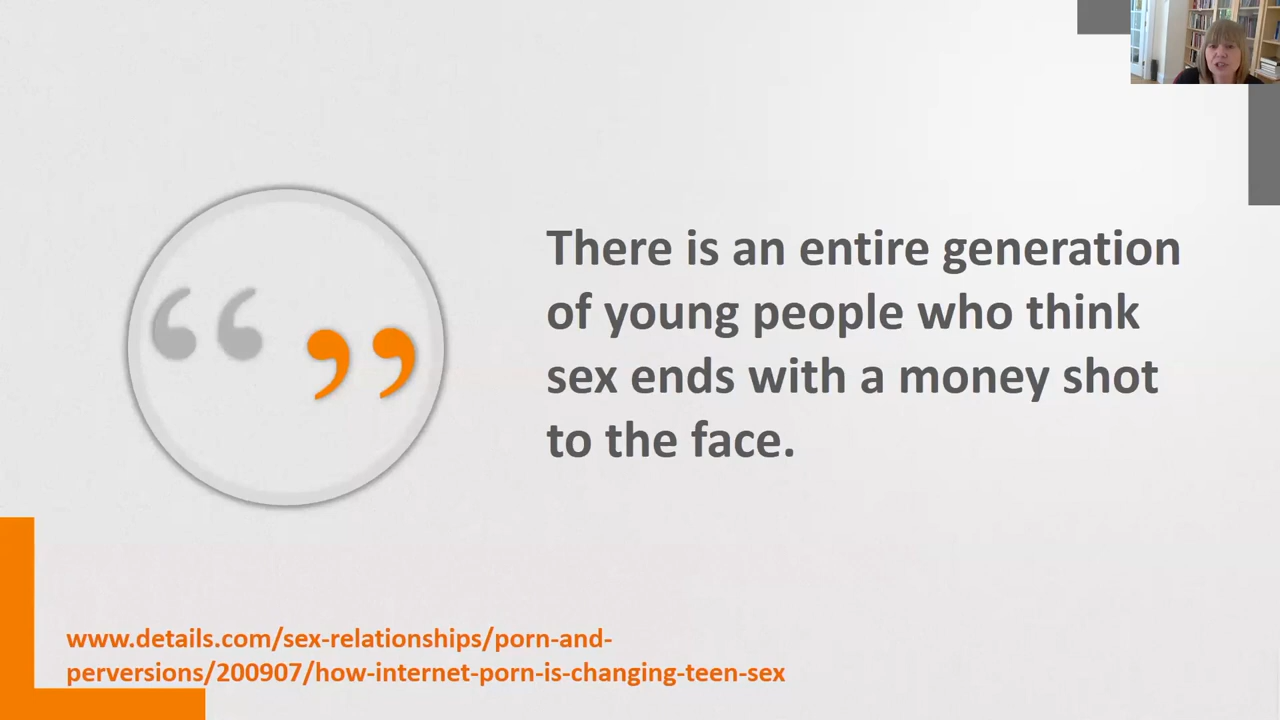 There is an entire generation
of young people who think
sex ends with a money shot
to the face.
www.details.com/sex-relationships/porn-and-
perversions/200907/how-internet-porn-is-changing-teen-sex